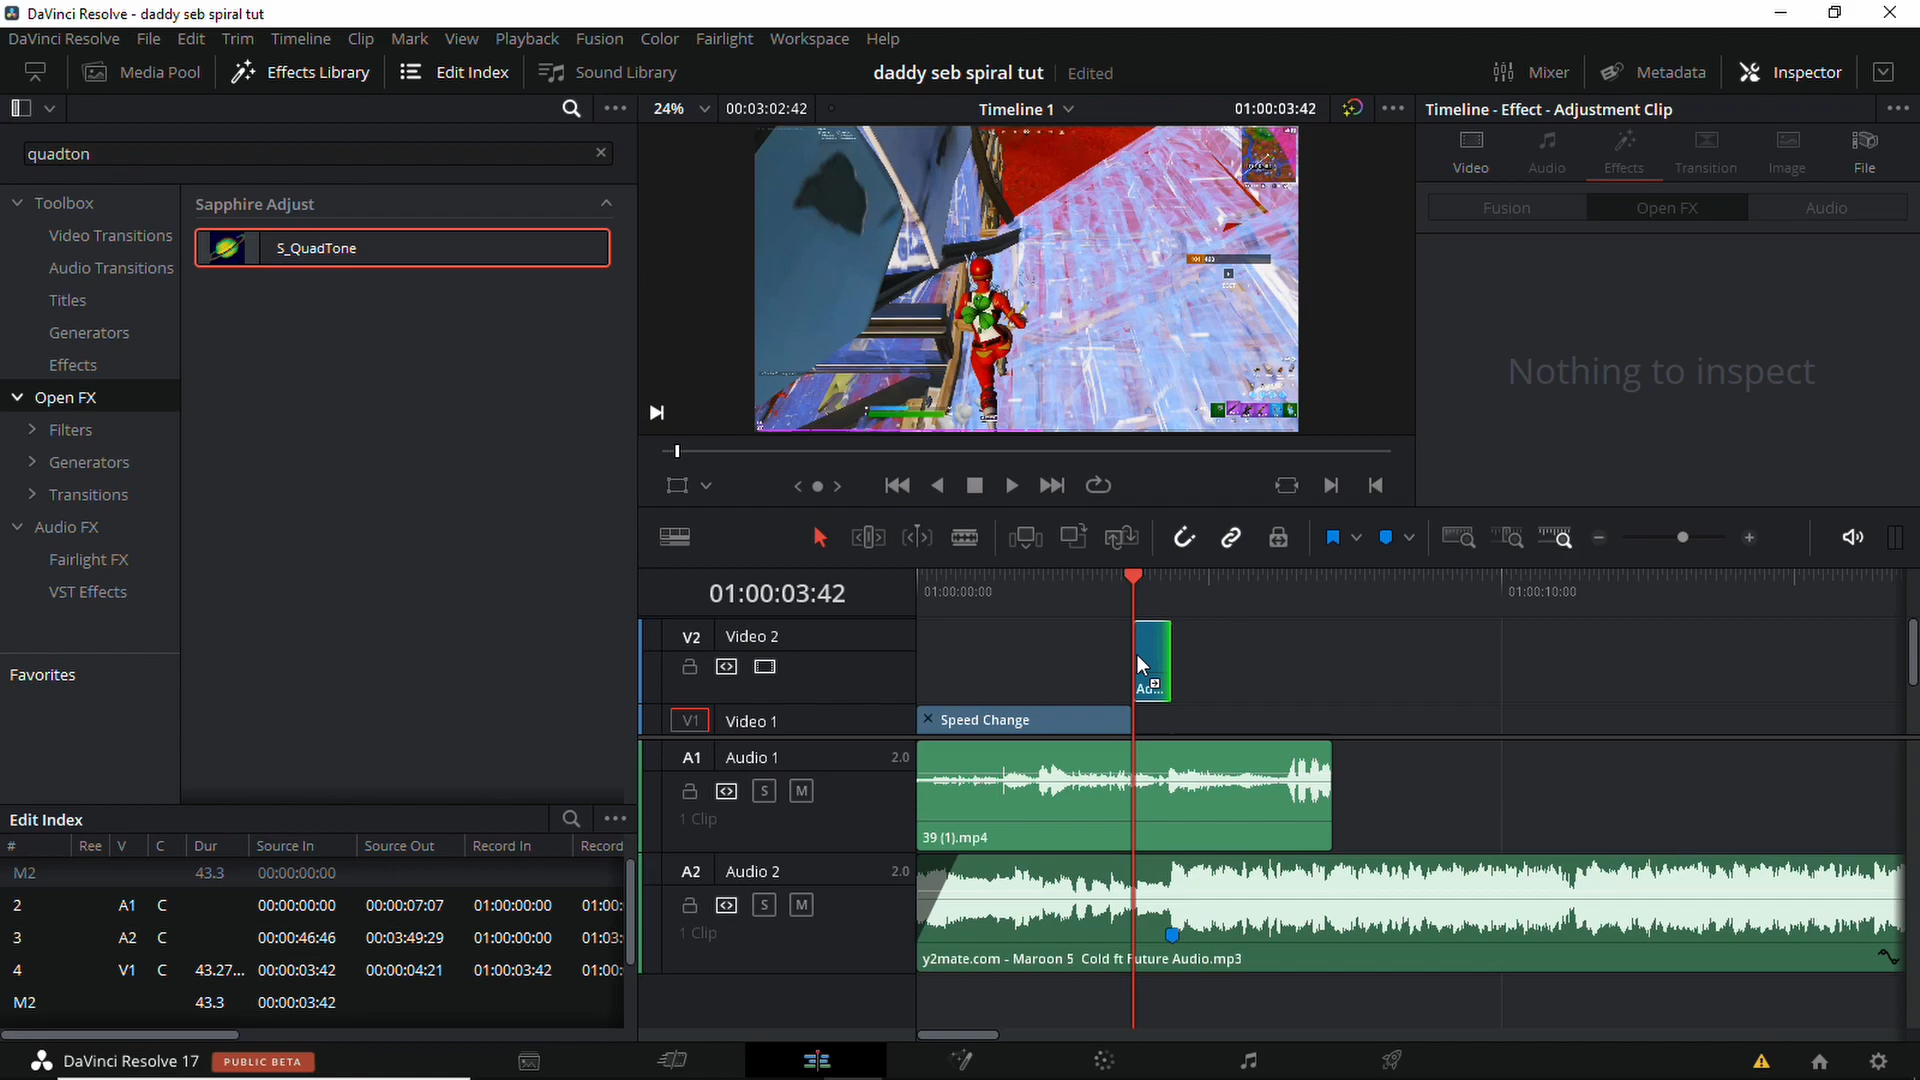 DaVinci Resolve - daddy seb spiral tut
DaVinci Resolve File Edit Trim Timeline Clip Mark View Playback Fusion Color Fairlight Workspace Help
Media Pool Effects Library Edit Index Sound Library daddy seb spiral tut Edited Mixer Metadata Inspector
24% 00:03:02:42 Timeline 1 01:00:03:42 Timeline - Effect - Adjustment Clip
quadton
Video Audio Effects Transition Image File
Toolbox
Sapphire Adjust
Fusion Open FX Audio
Video Transitions
S_QuadTone
Audio Transitions
Titles
Generators
Effects
Nothing to inspect
Open FX
Filters
Generators
Transitions
Audio FX
Fairlight FX
VST Effects
01:00:03:42
01:00:00:00 01:00:10:00
V2 Video 2
Favorites
Ad...
V1 Video 1 Speed Change
A1 Audio 1 2.0
S M
1 Clip
39 (1).mp4
Edit Index
# Ree V C Dur Source In Source Out Record In Record
M2 43.3 00:00:00:00
2 A1 C 00:00:00:00 00:00:07:07 01:00:00:00 01:00:
3 A2 C 00:00:46:46 00:03:49:29 01:00:00:00 01:03:
4 V1 C 43.27... 00:00:03:42 00:00:04:21 01:00:03:42 01:00:
M2 43.3 00:00:03:42
A2 Audio 2 2.0
S M
1 Clip
y2mate.com - Maroon 5 Cold ft Future Audio.mp3
DaVinci Resolve 17 PUBLIC BETA